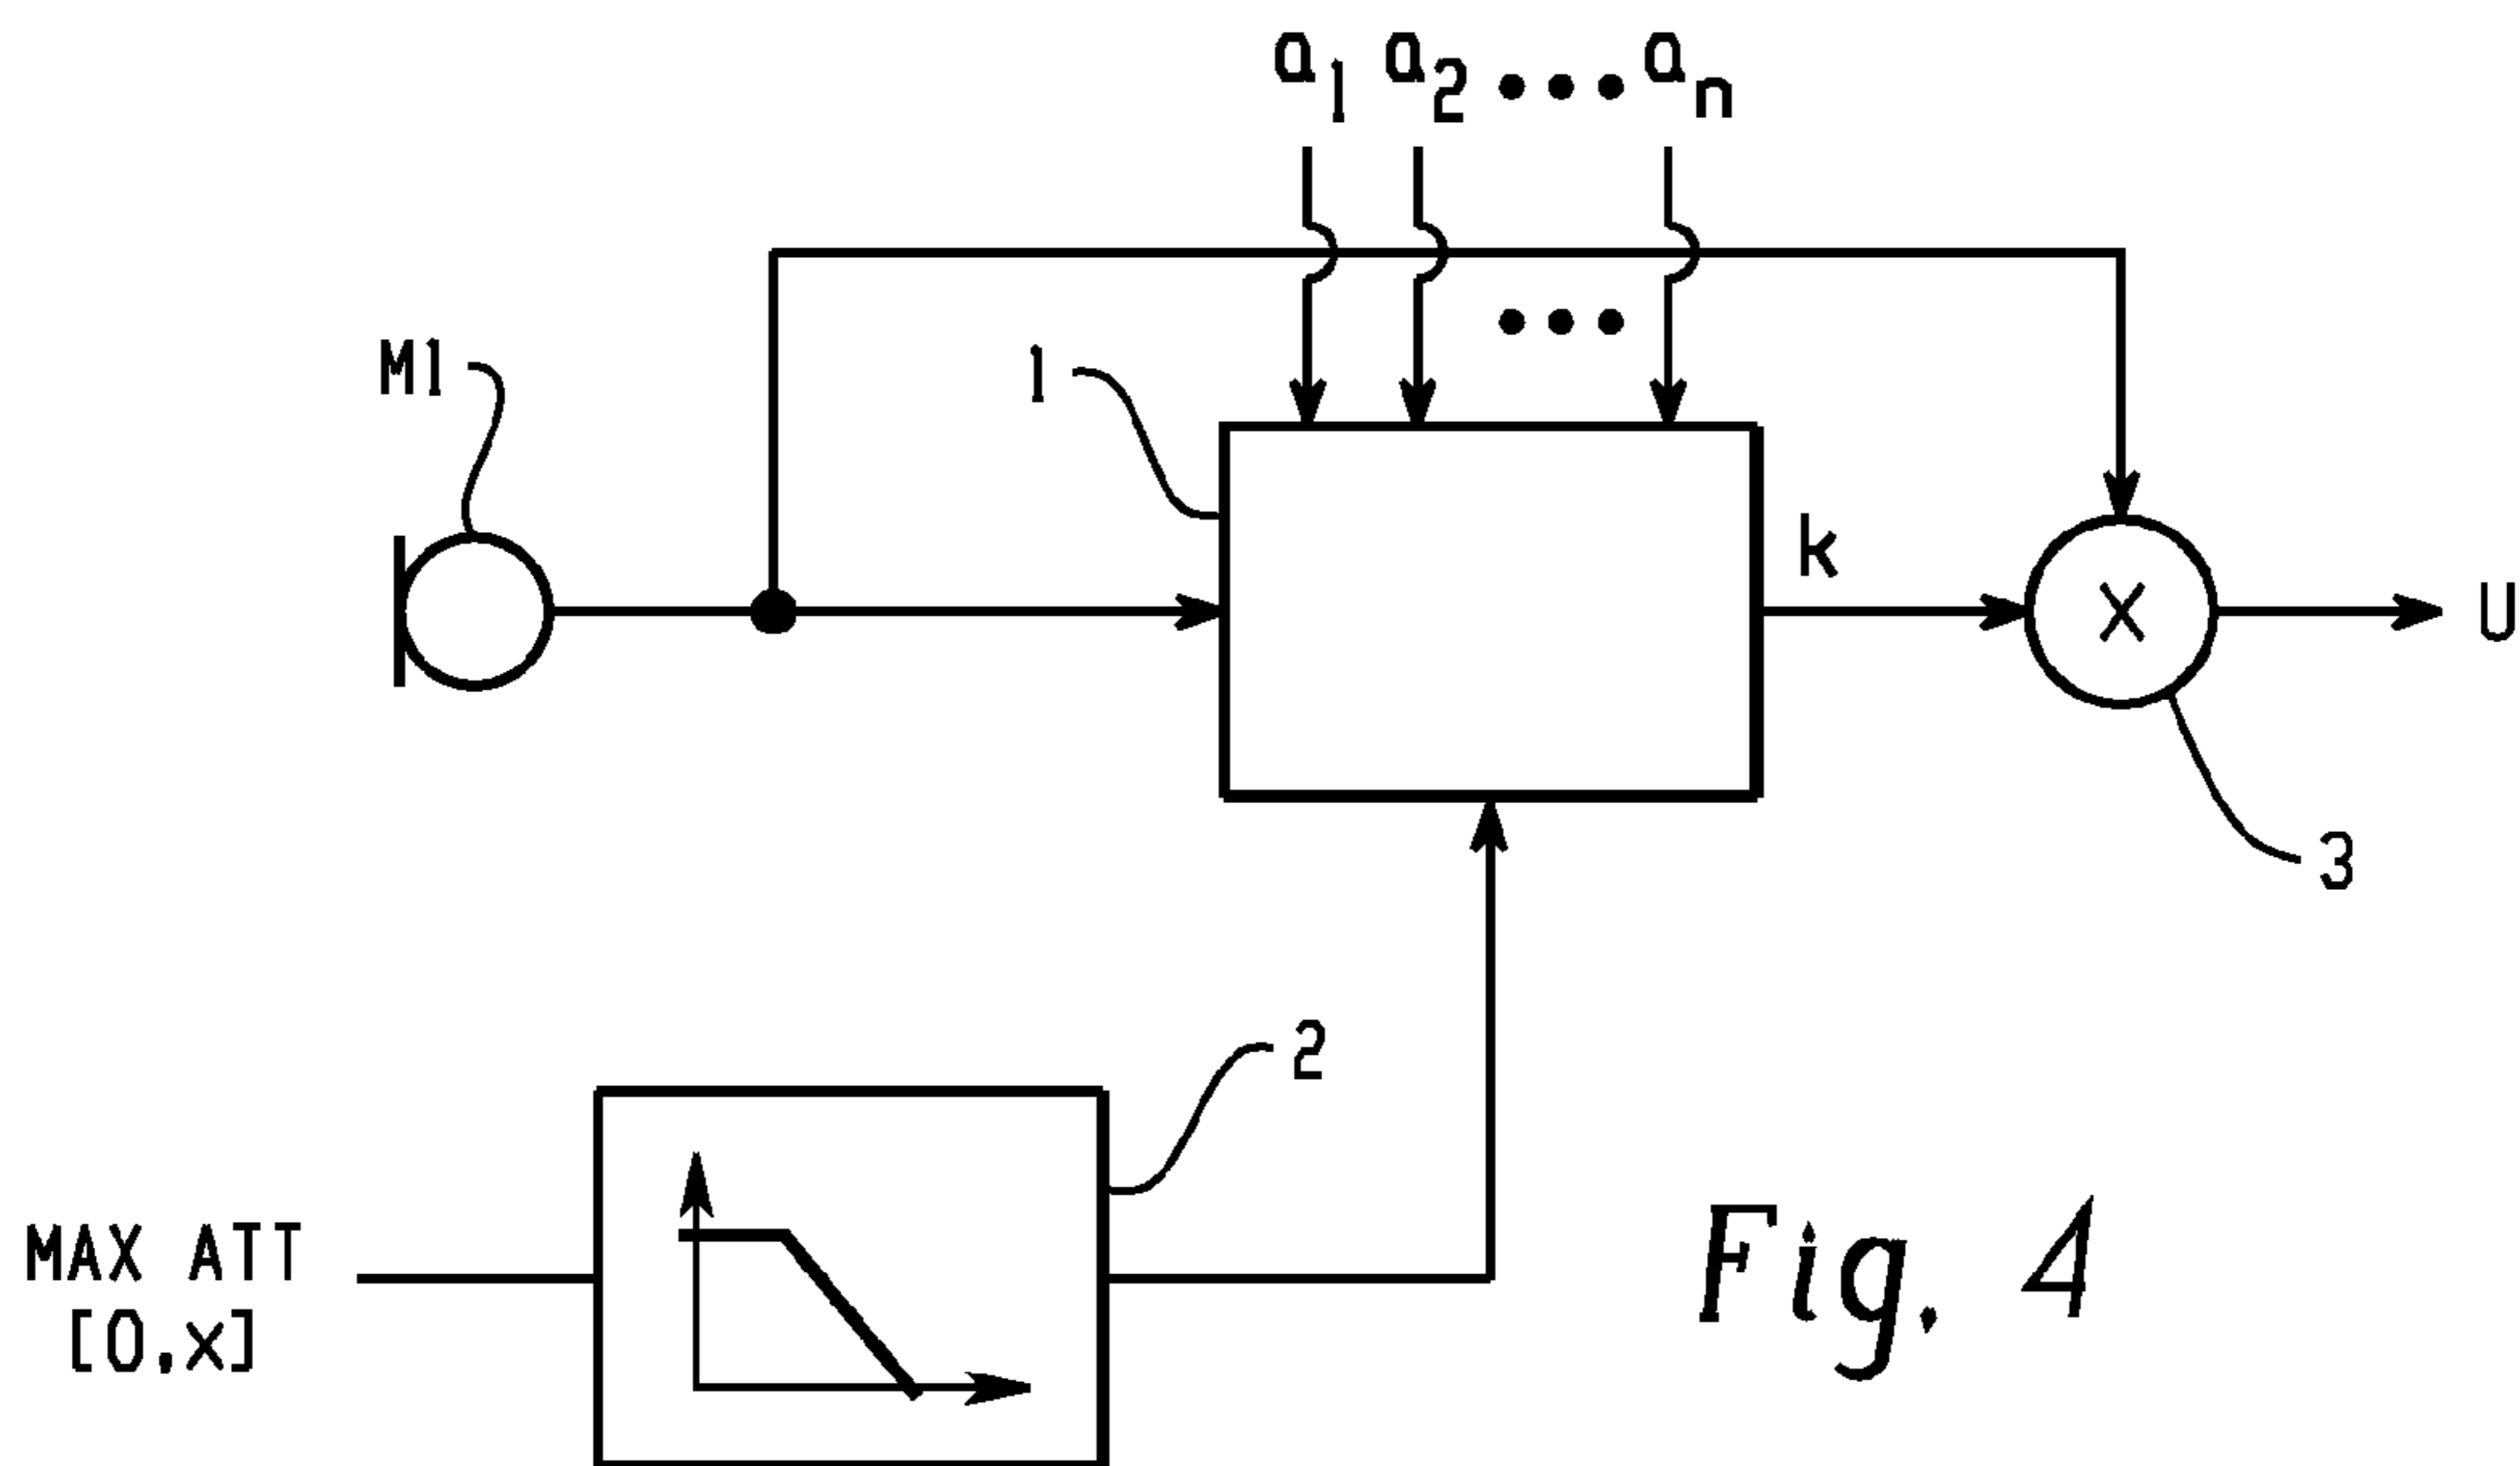 a1 a2 ••• an
•••
M1
1
k
X
U
3
2
MAX ATT
[0,x]
Fig. 4